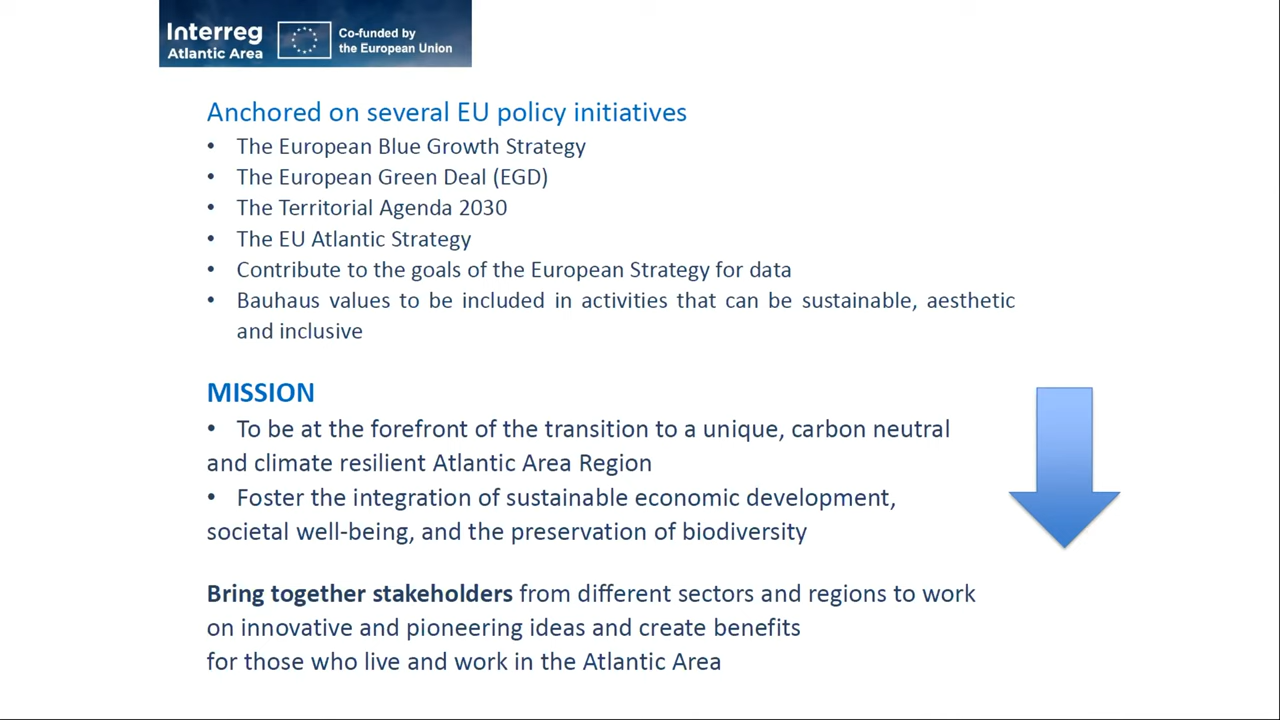 Interreg
Atlantic Area
Co-funded by
the European Union
Anchored on several EU policy initiatives
• The European Blue Growth Strategy
• The European Green Deal (EGD)
• The Territorial Agenda 2030
• The EU Atlantic Strategy
• Contribute to the goals of the European Strategy for data
• Bauhaus values to be included in activities that can be sustainable, aesthetic
and inclusive
MISSION
• To be at the forefront of the transition to a unique, carbon neutral
and climate resilient Atlantic Area Region
• Foster the integration of sustainable economic development,
societal well-being, and the preservation of biodiversity
Bring together stakeholders from different sectors and regions to work
on innovative and pioneering ideas and create benefits
for those who live and work in the Atlantic Area